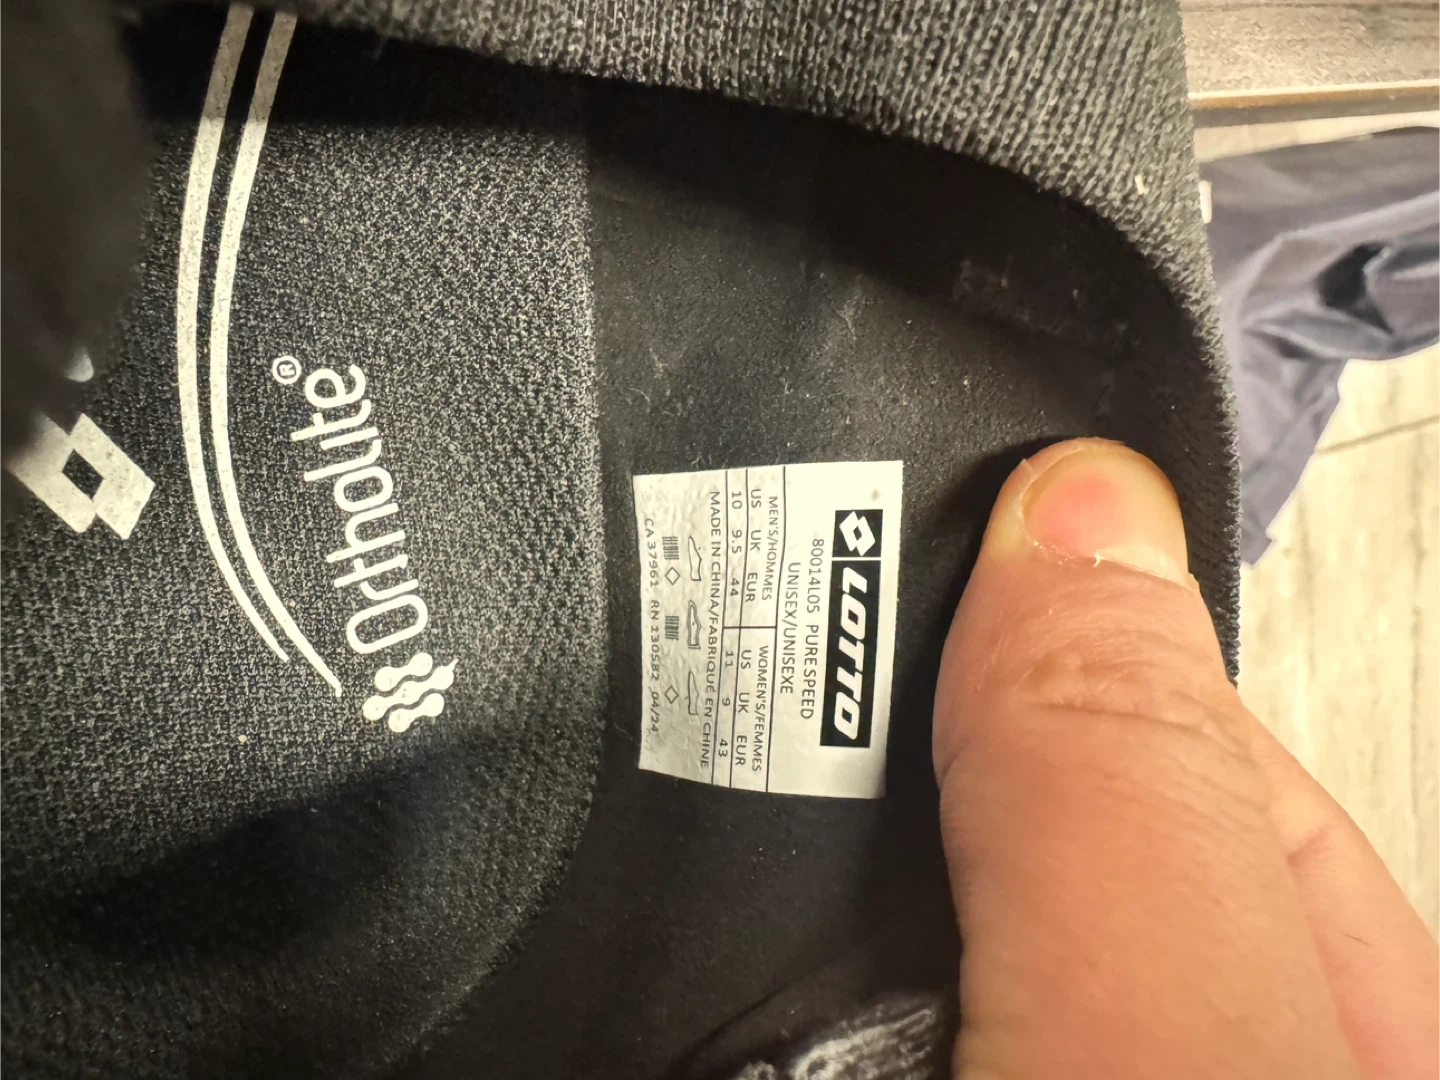 Ortholite®
LOTTO
80014L05 PURESPEED
UNISEX/UNISEXE
MEN'S/HOMMES WOMEN'S/FEMMES
US UK EUR US UK EUR
10 9.5 44 11 9 43
MADE IN CHINA/FABRIQUÉ EN CHINE
CA 37961 RN 130582 04/24